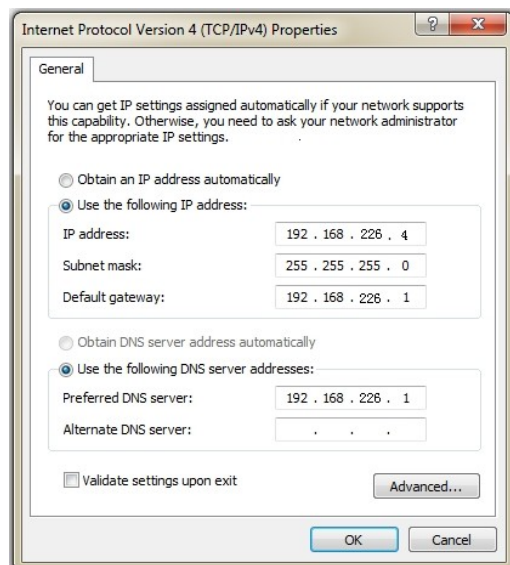 Internet Protocol Version 4 (TCP/IPv4) Properties
General
You can get IP settings assigned automatically if your network supports
this capability. Otherwise, you need to ask your network administrator
for the appropriate IP settings.
Obtain an IP address automatically
Use the following IP address:
IP address: 192 . 168 . 226 . 4
Subnet mask: 255 . 255 . 255 . 0
Default gateway: 192 . 168 . 226 . 1
Obtain DNS server address automatically
Use the following DNS server addresses:
Preferred DNS server: 192 . 168 . 226 . 1
Alternate DNS server: . . .
Validate settings upon exit
Advanced...
OK Cancel